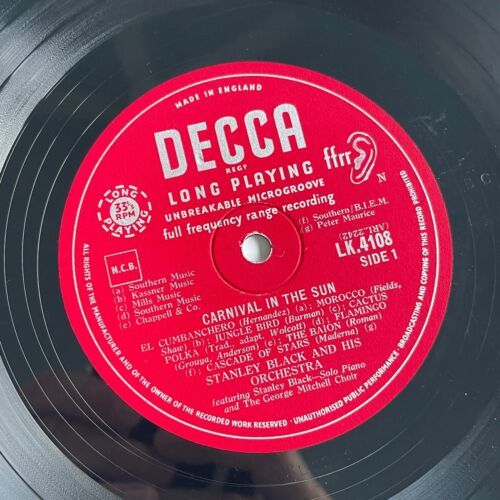 MADE IN ENGLAND
DECCA
REGD
LONG PLAYING
UNBREAKABLE MICROGROOVE
full frequency range recording
ffrr
N
LONG PLAYING
33⅓ RPM
N.C.B.
(a) Southern Music
(b) Kassner Music
(c) Mills Music
(d) Southern Music
(e) Chappell & Co.
(f) Southern/B.I.E.M.
(g) Peter Maurice
(ARL.2242)
LK.4108
SIDE 1
CARNIVAL IN THE SUN
EL CUMBANCHERO (Hernandez) (a); MOROCCO (Fields,
Shaw) (b); JUNGLE BIRD (Burman) (c); CACTUS
POLKA (Trad., adapt. Wolcott) (d); FLAMINGO
(Grouya, Anderson) (e); THE BAION (Roman)
(f); CASCADE OF STARS (Maderna) (g)
STANLEY BLACK AND HIS
ORCHESTRA
featuring Stanley Black—Solo Piano
and The George Mitchell Choir
ALL RIGHTS OF THE MANUFACTURER AND OF THE OWNER OF THE RECORDED WORK RESERVED · UNAUTHORISED PUBLIC PERFORMANCE BROADCASTING AND COPYING OF THIS RECORD PROHIBITED